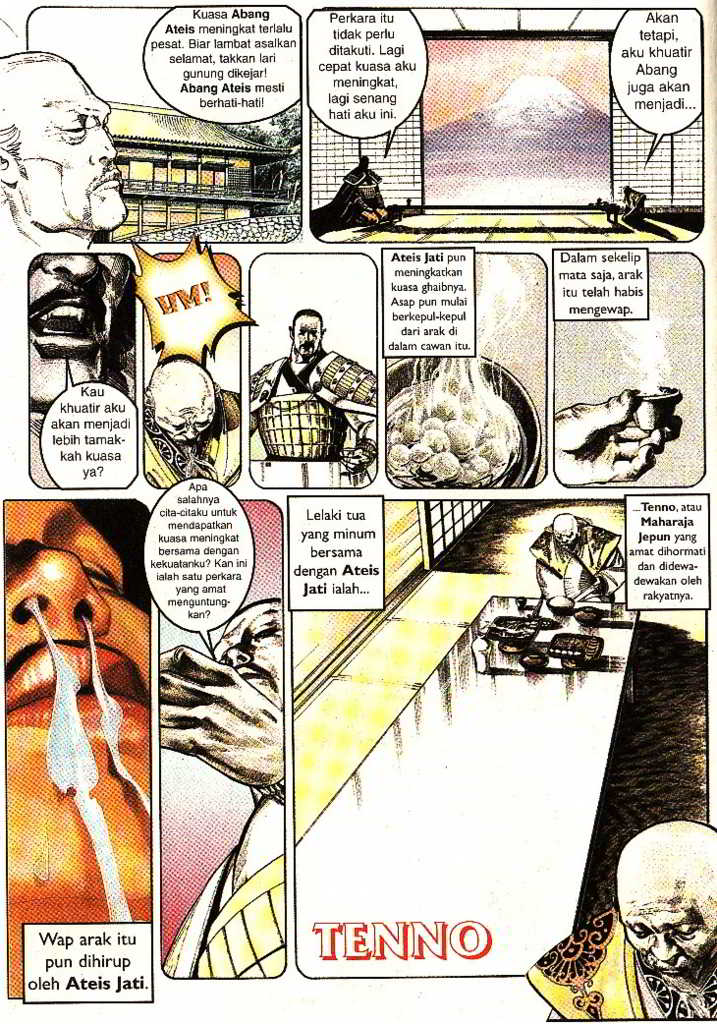 Kuasa Abang
Ateis meningkat terlalu
pesat. Biar lambat asalkan
selamat, takkan lari
gunung dikejar!
Abang Ateis mesti
berhati-hati!
Perkara itu
tidak perlu
ditakuti. Lagi
cepat kuasa aku
meningkat,
lagi senang
hati aku ini.
Akan
tetapi,
aku khuatir
Abang
juga akan
menjadi...
Kau
khuatir aku
akan menjadi
lebih tamak-
kah kuasa
ya?
HM!
Ateis Jati pun
meningkatkan
kuasa ghaibnya.
Asap pun mulai
berkepul-kepul
dari arak di
dalam cawan itu.
Dalam sekelip
mata saja, arak
itu telah habis
mengewap.
Wap arak itu
pun dihirup
oleh Ateis Jati.
Apa
salahnya
cita-citaku untuk
mendapatkan
kuasa meningkat
bersama dengan
kekuatanku? Kan ini
ialah satu perkara
yang amat
menguntung-
kan!
Lelaki tua
yang minum
bersama
dengan Ateis
Jati ialah...
...Tenno, atau
Maharaja
Jepun yang
amat dihormati
dan didewa-
dewakan oleh
rakyatnya.
TENNO